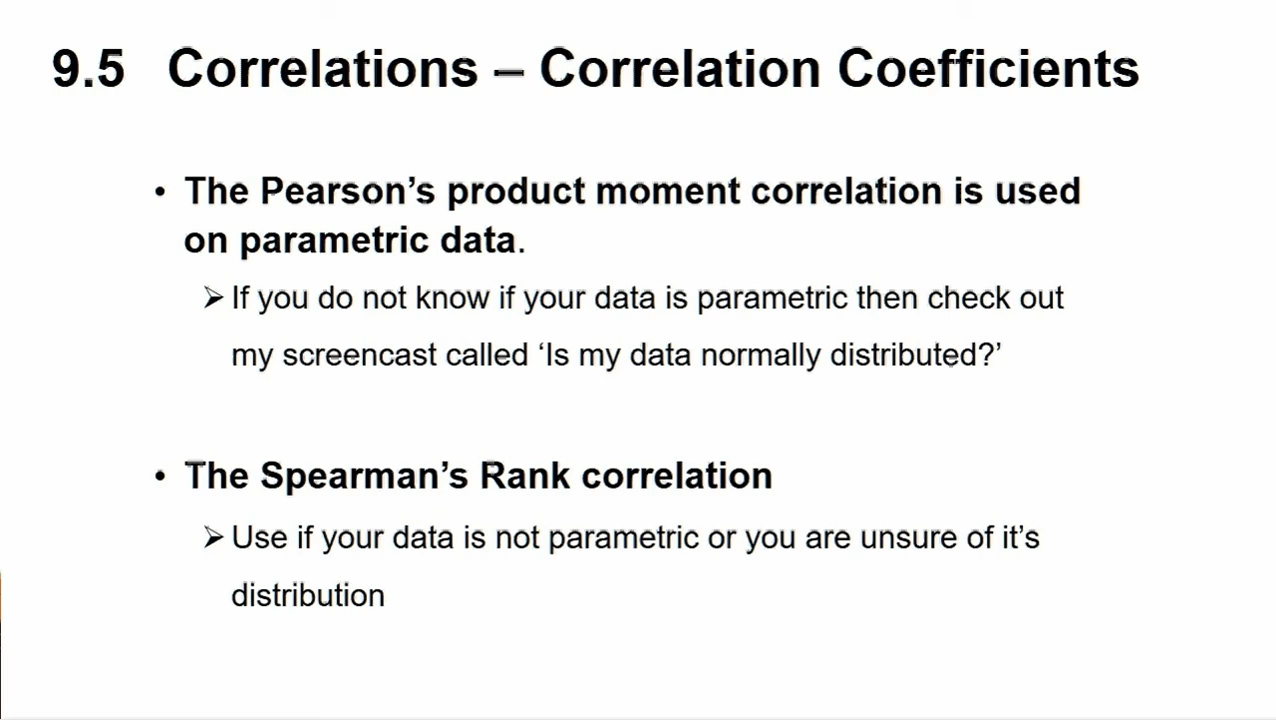 9.5 Correlations – Correlation Coefficients
• The Pearson’s product moment correlation is used
on parametric data.
➢ If you do not know if your data is parametric then check out
my screencast called ‘Is my data normally distributed?’
• The Spearman’s Rank correlation
➢ Use if your data is not parametric or you are unsure of it’s
distribution